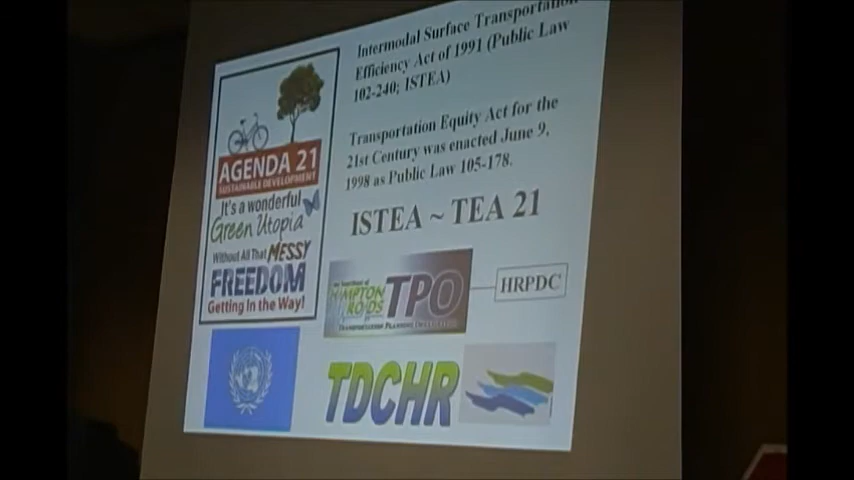 Intermodal Surface Transportation
Efficiency Act of 1991 (Public Law
102-240; ISTEA)
Transportation Equity Act for the
21st Century was enacted June 9,
1998 as Public Law 105-178.
ISTEA ~ TEA 21
AGENDA 21
SUSTAINABLE DEVELOPMENT
It's a wonderful
Green Utopia
Without All That MESSY
FREEDOM
Getting In the Way!
HAMPTON
ROADS
TPO
TRANSPORTATION PLANNING
HRPDC
TDCHR